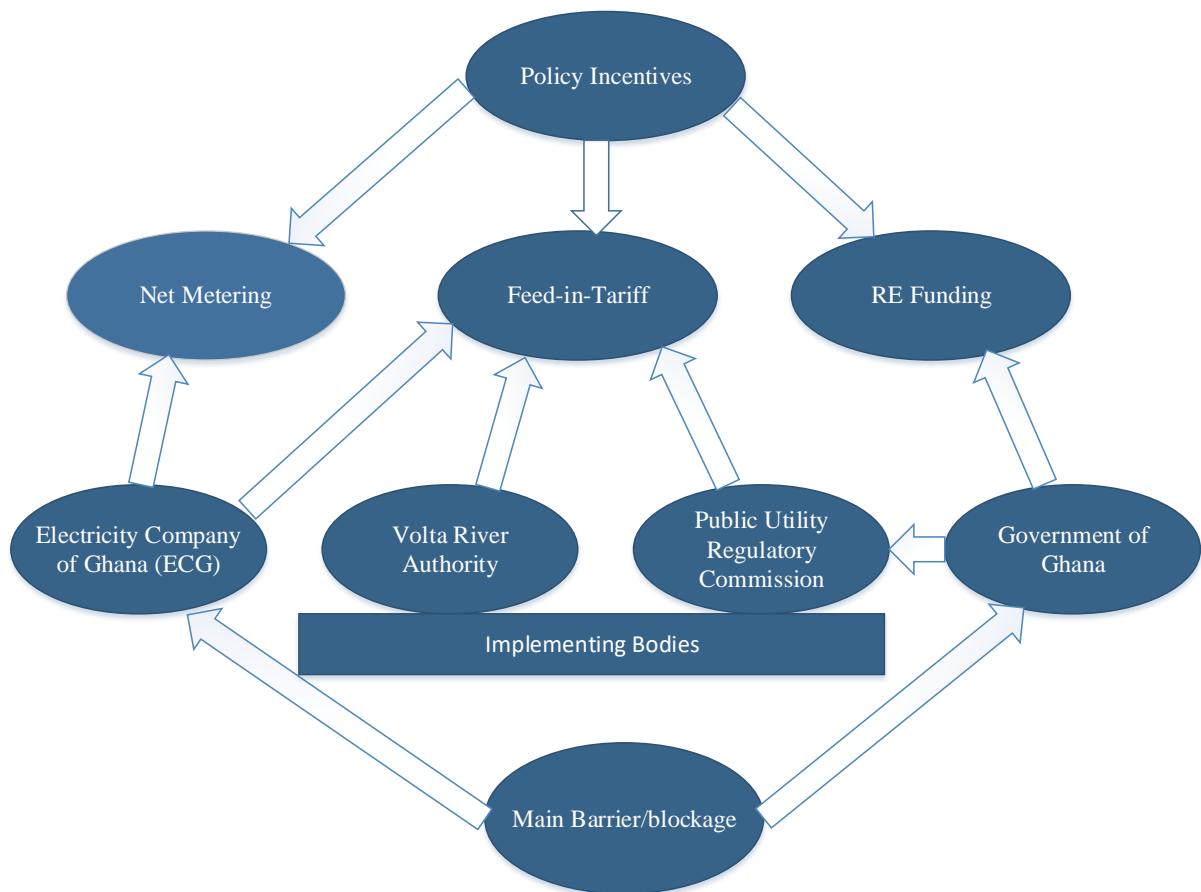 Policy Incentives
Net Metering
Feed-in-Tariff
RE Funding
Electricity Company
of Ghana (ECG)
Volta River
Authority
Public Utility
Regulatory
Commission
Government of
Ghana
Implementing Bodies
Main Barrier/blockage